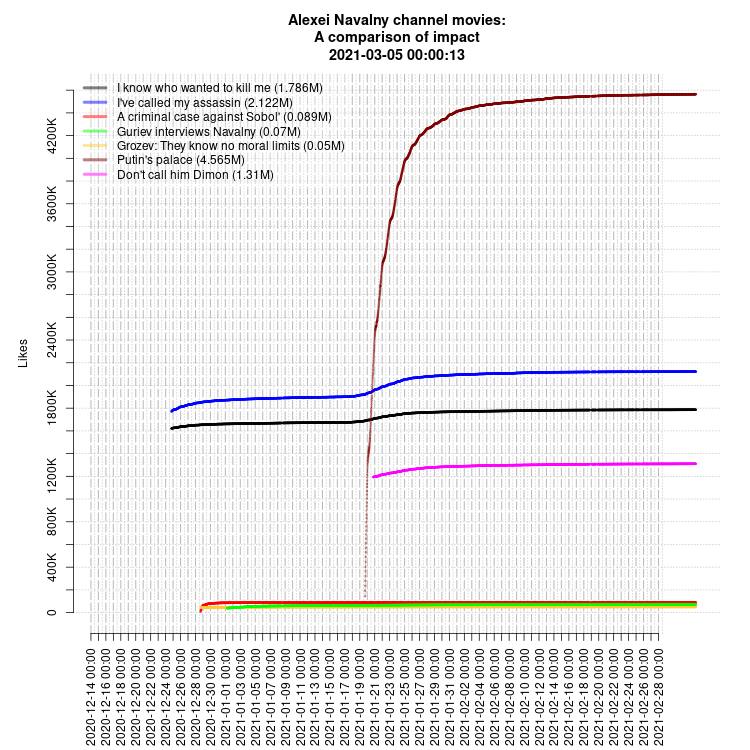 Alexei Navalny channel movies:
A comparison of impact
2021-03-05 00:00:13
I know who wanted to kill me (1.786M)
I've called my assassin (2.122M)
A criminal case against Sobol' (0.089M)
Guriev interviews Navalny (0.07M)
Grozev: They know no moral limits (0.05M)
Putin's palace (4.565M)
Don't call him Dimon (1.31M)
Likes
4200K
3600K
3000K
2400K
1800K
1200K
800K
400K
0
2020-12-14 00:00
2020-12-16 00:00
2020-12-18 00:00
2020-12-20 00:00
2020-12-22 00:00
2020-12-24 00:00
2020-12-26 00:00
2020-12-28 00:00
2020-12-30 00:00
2021-01-01 00:00
2021-01-03 00:00
2021-01-05 00:00
2021-01-07 00:00
2021-01-09 00:00
2021-01-11 00:00
2021-01-13 00:00
2021-01-15 00:00
2021-01-17 00:00
2021-01-19 00:00
2021-01-21 00:00
2021-01-23 00:00
2021-01-25 00:00
2021-01-27 00:00
2021-01-29 00:00
2021-01-31 00:00
2021-02-02 00:00
2021-02-04 00:00
2021-02-06 00:00
2021-02-08 00:00
2021-02-10 00:00
2021-02-12 00:00
2021-02-14 00:00
2021-02-16 00:00
2021-02-18 00:00
2021-02-20 00:00
2021-02-22 00:00
2021-02-24 00:00
2021-02-26 00:00
2021-02-28 00:00